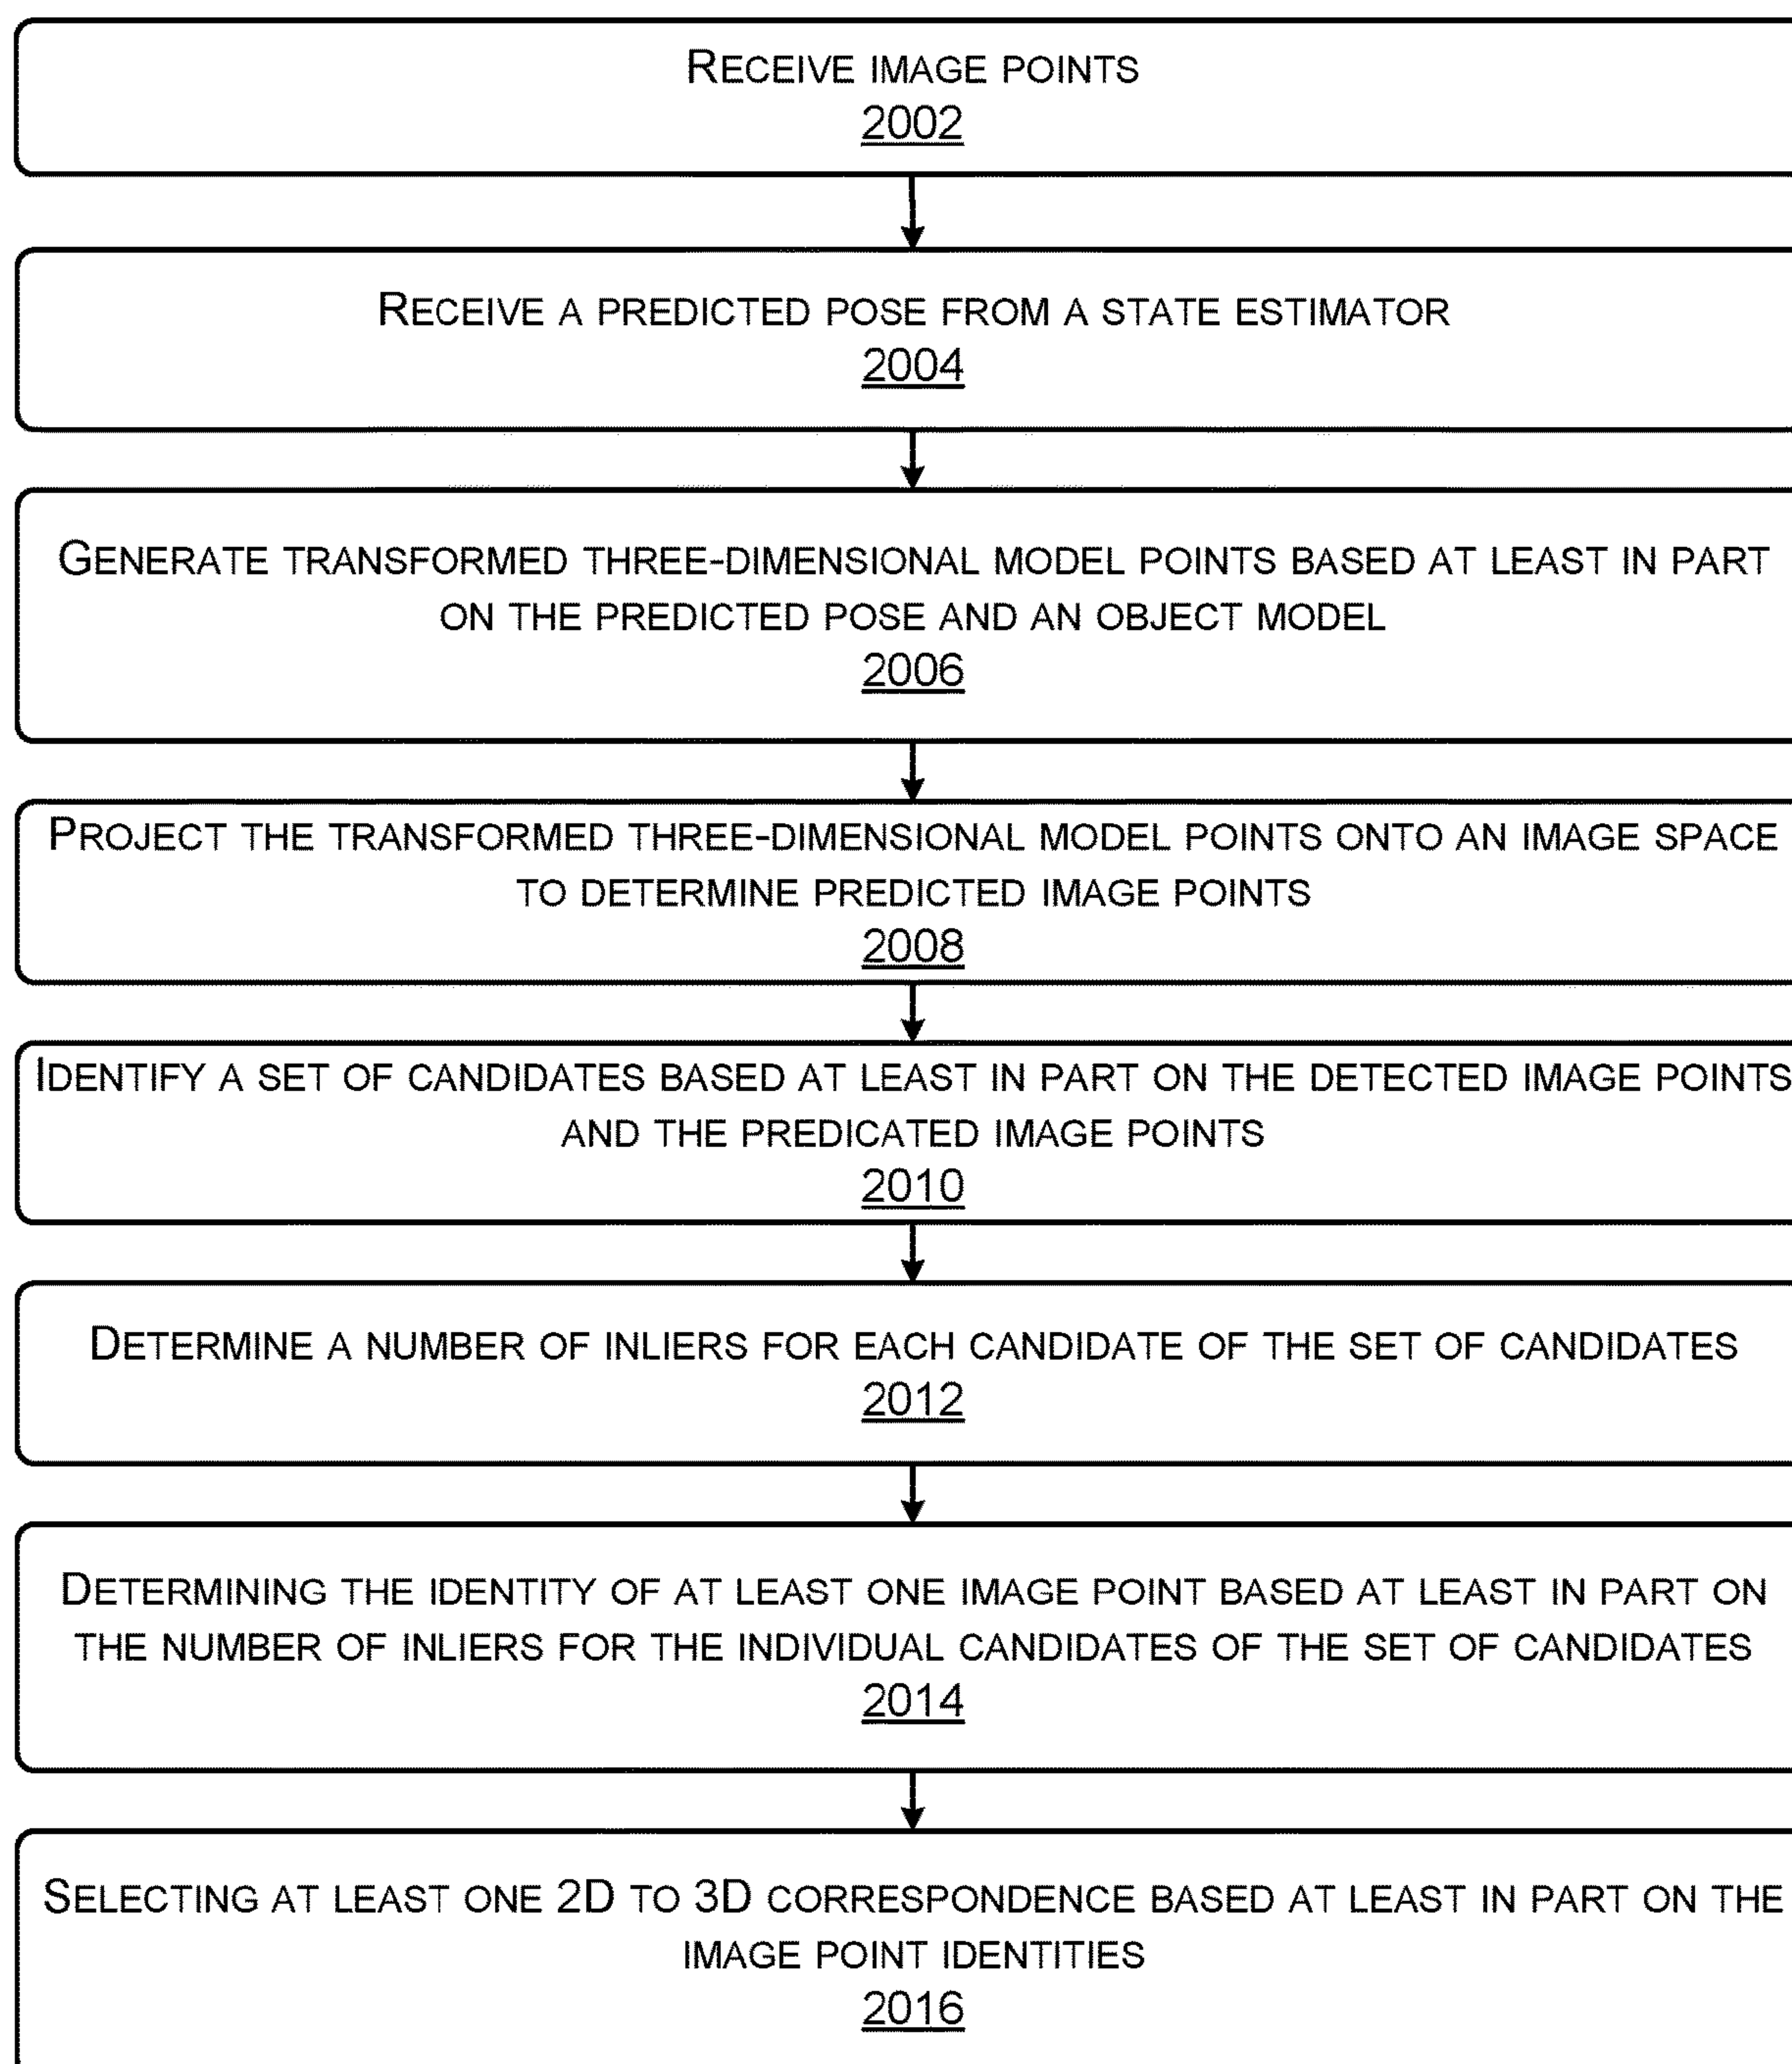 RECEIVE IMAGE POINTS
2002
RECEIVE A PREDICTED POSE FROM A STATE ESTIMATOR
2004
GENERATE TRANSFORMED THREE-DIMENSIONAL MODEL POINTS BASED AT LEAST IN PART
ON THE PREDICTED POSE AND AN OBJECT MODEL
2006
PROJECT THE TRANSFORMED THREE-DIMENSIONAL MODEL POINTS ONTO AN IMAGE SPACE
TO DETERMINE PREDICTED IMAGE POINTS
2008
IDENTIFY A SET OF CANDIDATES BASED AT LEAST IN PART ON THE DETECTED IMAGE POINTS
AND THE PREDICATED IMAGE POINTS
2010
DETERMINE A NUMBER OF INLIERS FOR EACH CANDIDATE OF THE SET OF CANDIDATES
2012
DETERMINING THE IDENTITY OF AT LEAST ONE IMAGE POINT BASED AT LEAST IN PART ON
THE NUMBER OF INLIERS FOR THE INDIVIDUAL CANDIDATES OF THE SET OF CANDIDATES
2014
SELECTING AT LEAST ONE 2D TO 3D CORRESPONDENCE BASED AT LEAST IN PART ON THE
IMAGE POINT IDENTITIES
2016